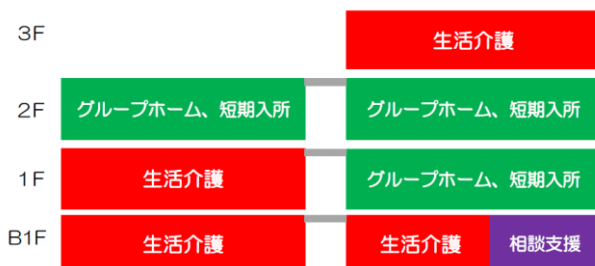 3F
生活介護
2F
グループホーム、短期入所
グループホーム、短期入所
1F
生活介護
グループホーム、短期入所
B1F
生活介護
生活介護
相談支援